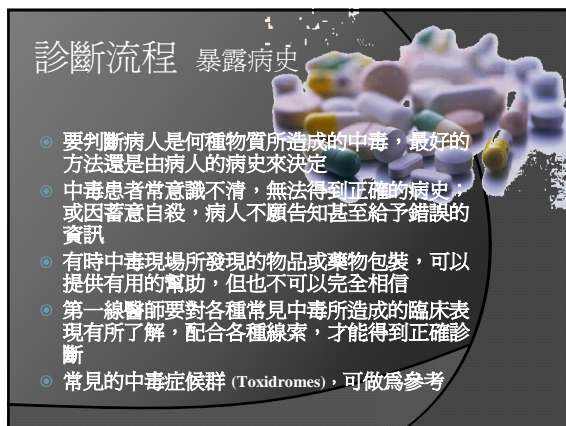 診斷流程 暴露病史
要判斷病人是何種物質所造成的中毒，最好的
方法還是由病人的病史來決定
中毒患者常意識不清，無法得到正確的病史；
或因蓄意自殺，病人不願告知甚至給予錯誤的
資訊
有時中毒現場所發現的物品或藥物包裝，可以
提供有用的幫助，但也不可以完全相信
第一線醫師要對各種常見中毒所造成的臨床表
現有所了解，配合各種線索，才能得到正確診
斷
常見的中毒症候群 (Toxidromes)，可做為參考